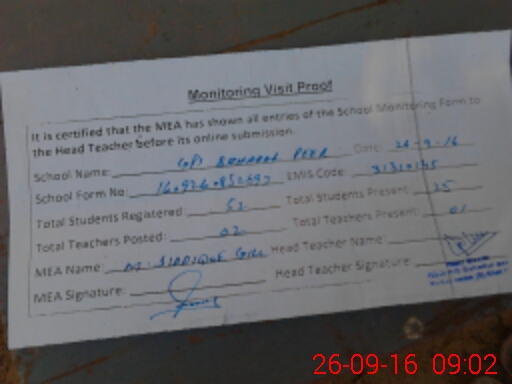 Monitoring Visit Proof
It is certified that the MEA has shown all entries of the School Monitoring Form to
the Head Teacher before its online submission.
School Name: GPS PEER Date: 26-9-16
School Form No: EMIS Code:
Total Students Registered: 52 Total Students Present: 25
Total Teachers Posted: 02 Total Teachers Present: 01
MEA Name: M. SIDDIQUE GILL Head Teacher Name:
MEA Signature: Head Teacher Signature:
26-09-16 09:02